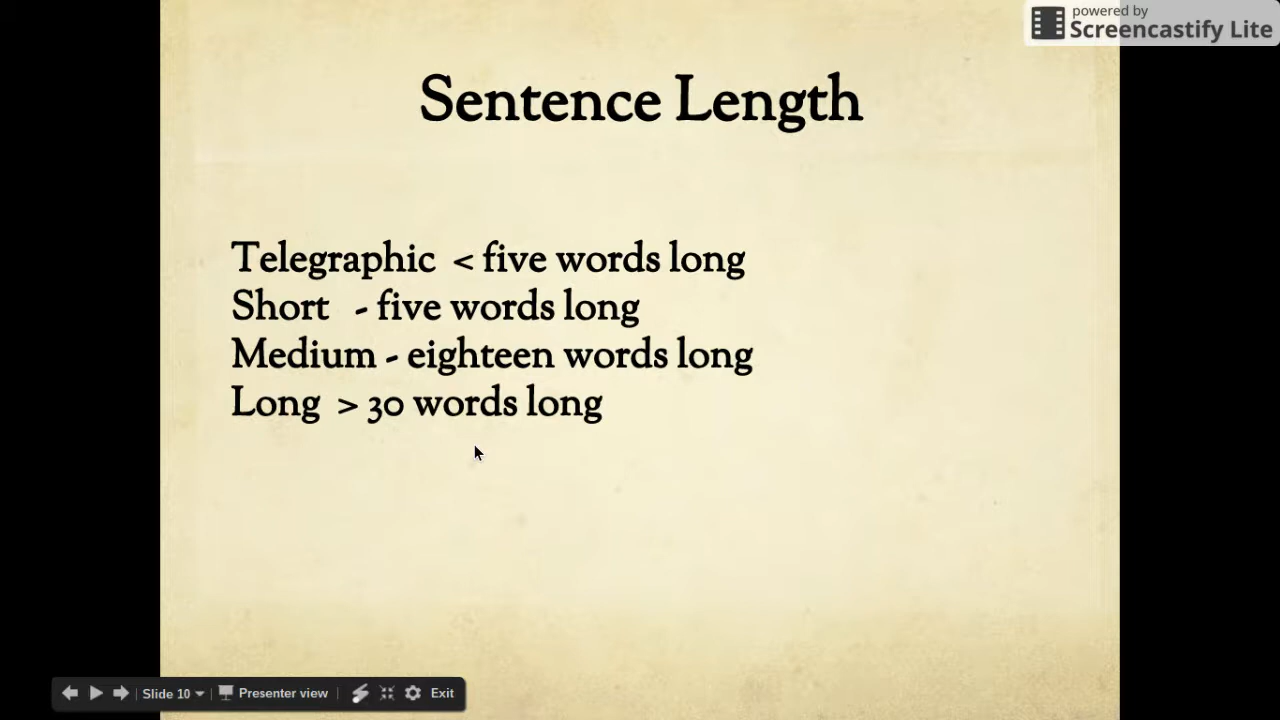 powered by
Screencastify Lite
Sentence Length
Telegraphic < five words long
Short - five words long
Medium - eighteen words long
Long > 30 words long
Slide 10 Presenter view Exit